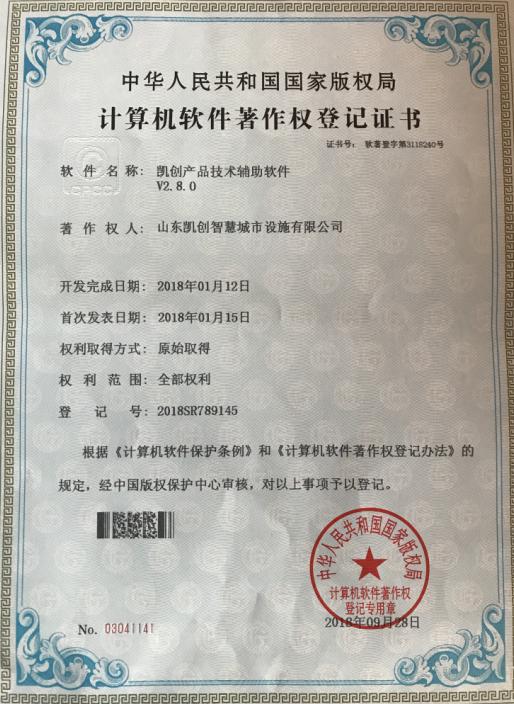 中华人民共和国国家版权局
计算机软件著作权登记证书
证书号： 软著登字第3118240号
软件名称： 凯创产品技术辅助软件
V2.8.0
著作权人： 山东凯创智慧城市设施有限公司
开发完成日期： 2018年01月12日
首次发表日期： 2018年01月15日
权利取得方式： 原始取得
权利范围： 全部权利
登记号： 2018SR789145
根据《计算机软件保护条例》和《计算机软件著作权登记办法》的
规定，经中国版权保护中心审核，对以上事项予以登记。
中华人民共和国国家版权局
计算机软件著作权
登记专用章
No. 03041141
2018年09月28日
CPCC